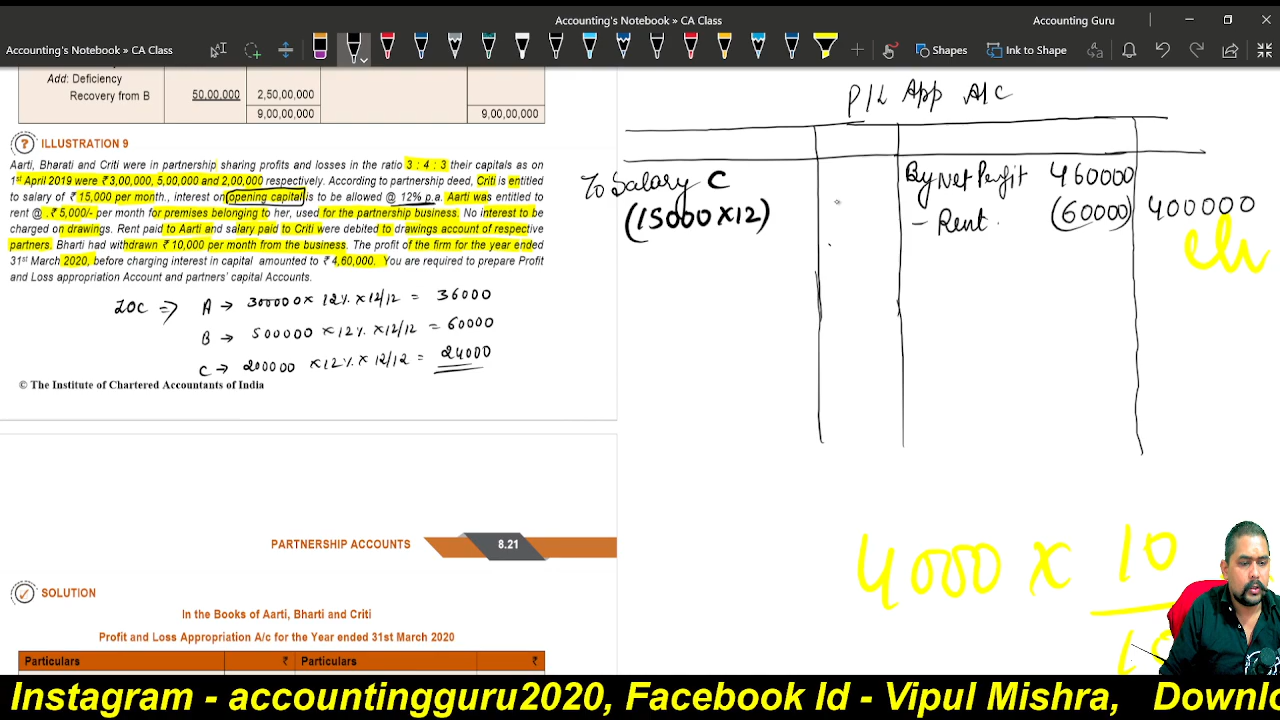 Accounting's Notebook » CA Class
Accounting Guru
Accounting's Notebook » CA Class
Shapes
Ink to Shape
Add: Deficiency
Recovery from B 50,00,000 2,50,00,000
9,00,00,000 9,00,00,000
? ILLUSTRATION 9
Aarti, Bharati and Criti were in partnership sharing profits and losses in the ratio 3 : 4 : 3 their capitals as on
1st April 2019 were ₹ 3,00,000, 5,00,000 and 2,00,000 respectively. According to partnership deed, Criti is entitled
to salary of ₹ 15,000 per month., interest on opening capital is to be allowed @ 12% p.a. Aarti was entitled to
rent @ .₹ 5,000/- per month for premises belonging to her, used for the partnership business. No interest to be
charged on drawings. Rent paid to Aarti and salary paid to Criti were debited to drawings account of respective
partners. Bharti had withdrawn ₹ 10,000 per month from the business. The profit of the firm for the year ended
31st March 2020, before charging interest in capital amounted to ₹ 4,60,000. You are required to prepare Profit
and Loss appropriation Account and partners' capital Accounts.
IOC ⇒ A → 300000 × 12% × 12/12 = 36000
B → 500000 × 12% × 12/12 = 60000
C → 200000 × 12% × 12/12 = 24000
© The Institute of Chartered Accountants of India
PARTNERSHIP ACCOUNTS 8.21
SOLUTION
In the Books of Aarti, Bharti and Criti
Profit and Loss Appropriation A/c for the Year ended 31st March 2020
Particulars ₹ Particulars ₹
P/L App A/C
To Salary C
(15000×12)
By Net Profit 460000
- Rent. (60000) 400000
4000 × 10
Instagram - accountingguru2020, Facebook Id - Vipul Mishra, Downlo